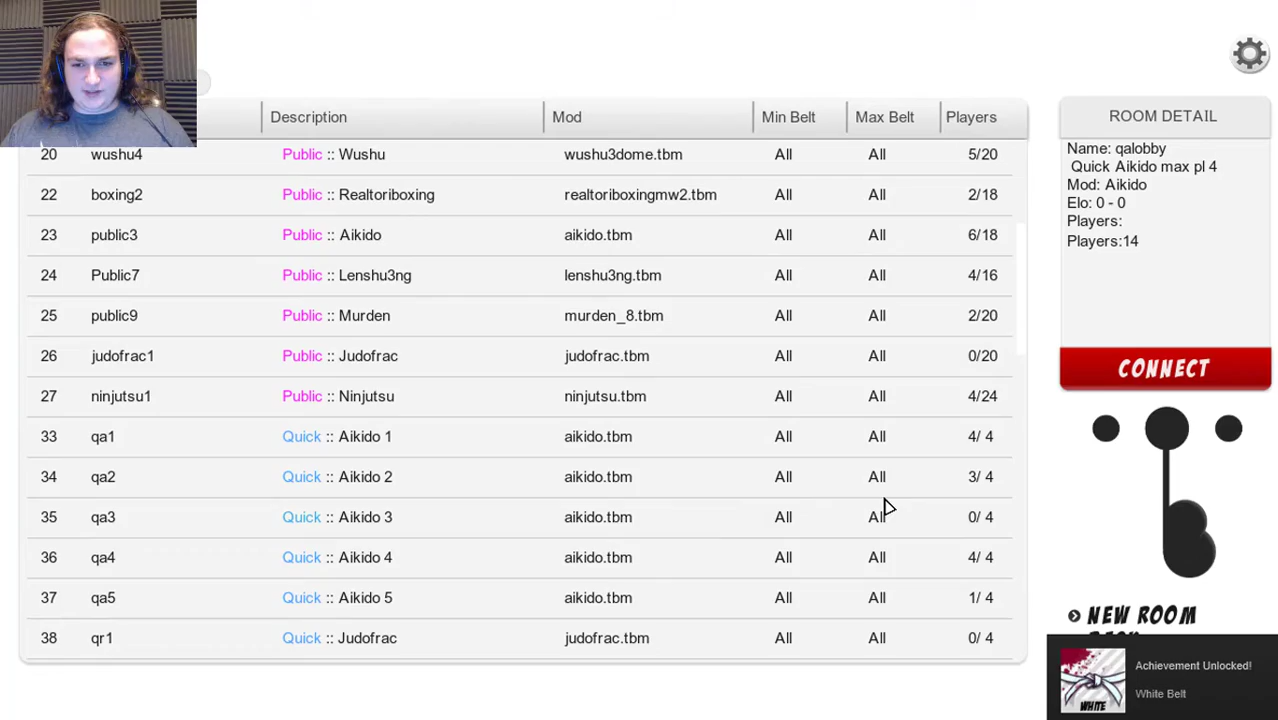 Description Mod Min Belt Max Belt Players
20 wushu4 Public :: Wushu wushu3dome.tbm All All 5/20
22 boxing2 Public :: Realtoriboxing realtoriboxingmw2.tbm All All 2/18
23 public3 Public :: Aikido aikido.tbm All All 6/18
24 Public7 Public :: Lenshu3ng lenshu3ng.tbm All All 4/16
25 public9 Public :: Murden murden_8.tbm All All 2/20
26 judofrac1 Public :: Judofrac judofrac.tbm All All 0/20
27 ninjutsu1 Public :: Ninjutsu ninjutsu.tbm All All 4/24
33 qa1 Quick :: Aikido 1 aikido.tbm All All 4/ 4
34 qa2 Quick :: Aikido 2 aikido.tbm All All 3/ 4
35 qa3 Quick :: Aikido 3 aikido.tbm All All 0/ 4
36 qa4 Quick :: Aikido 4 aikido.tbm All All 4/ 4
37 qa5 Quick :: Aikido 5 aikido.tbm All All 1/ 4
38 qr1 Quick :: Judofrac judofrac.tbm All All 0/ 4
ROOM DETAIL
Name: qalobby
Quick Aikido max pl 4
Mod: Aikido
Elo: 0 - 0
Players:
Players:14
CONNECT
NEW ROOM
Achievement Unlocked!
White Belt
WHITE